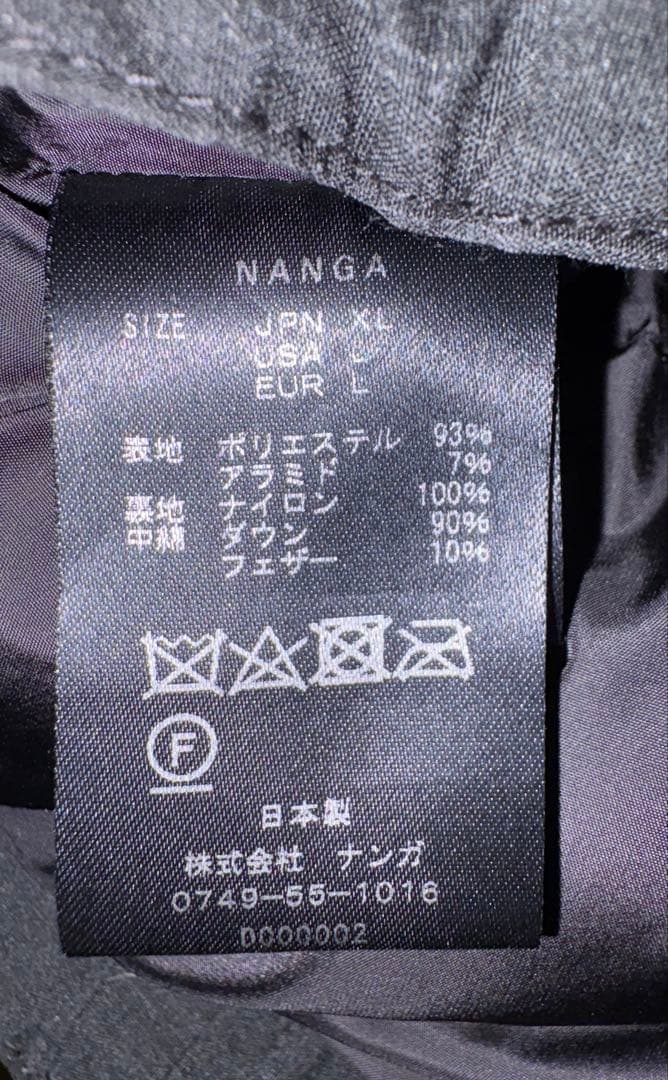 NANGA
SIZE JPN XL
USA L
EUR L
表地 ポリエステル 93%
アラミド 7%
裏地 ナイロン 100%
中綿 ダウン 90%
フェザー 10%
F
日本製
株式会社 ナンガ
0749-55-1016
D000002